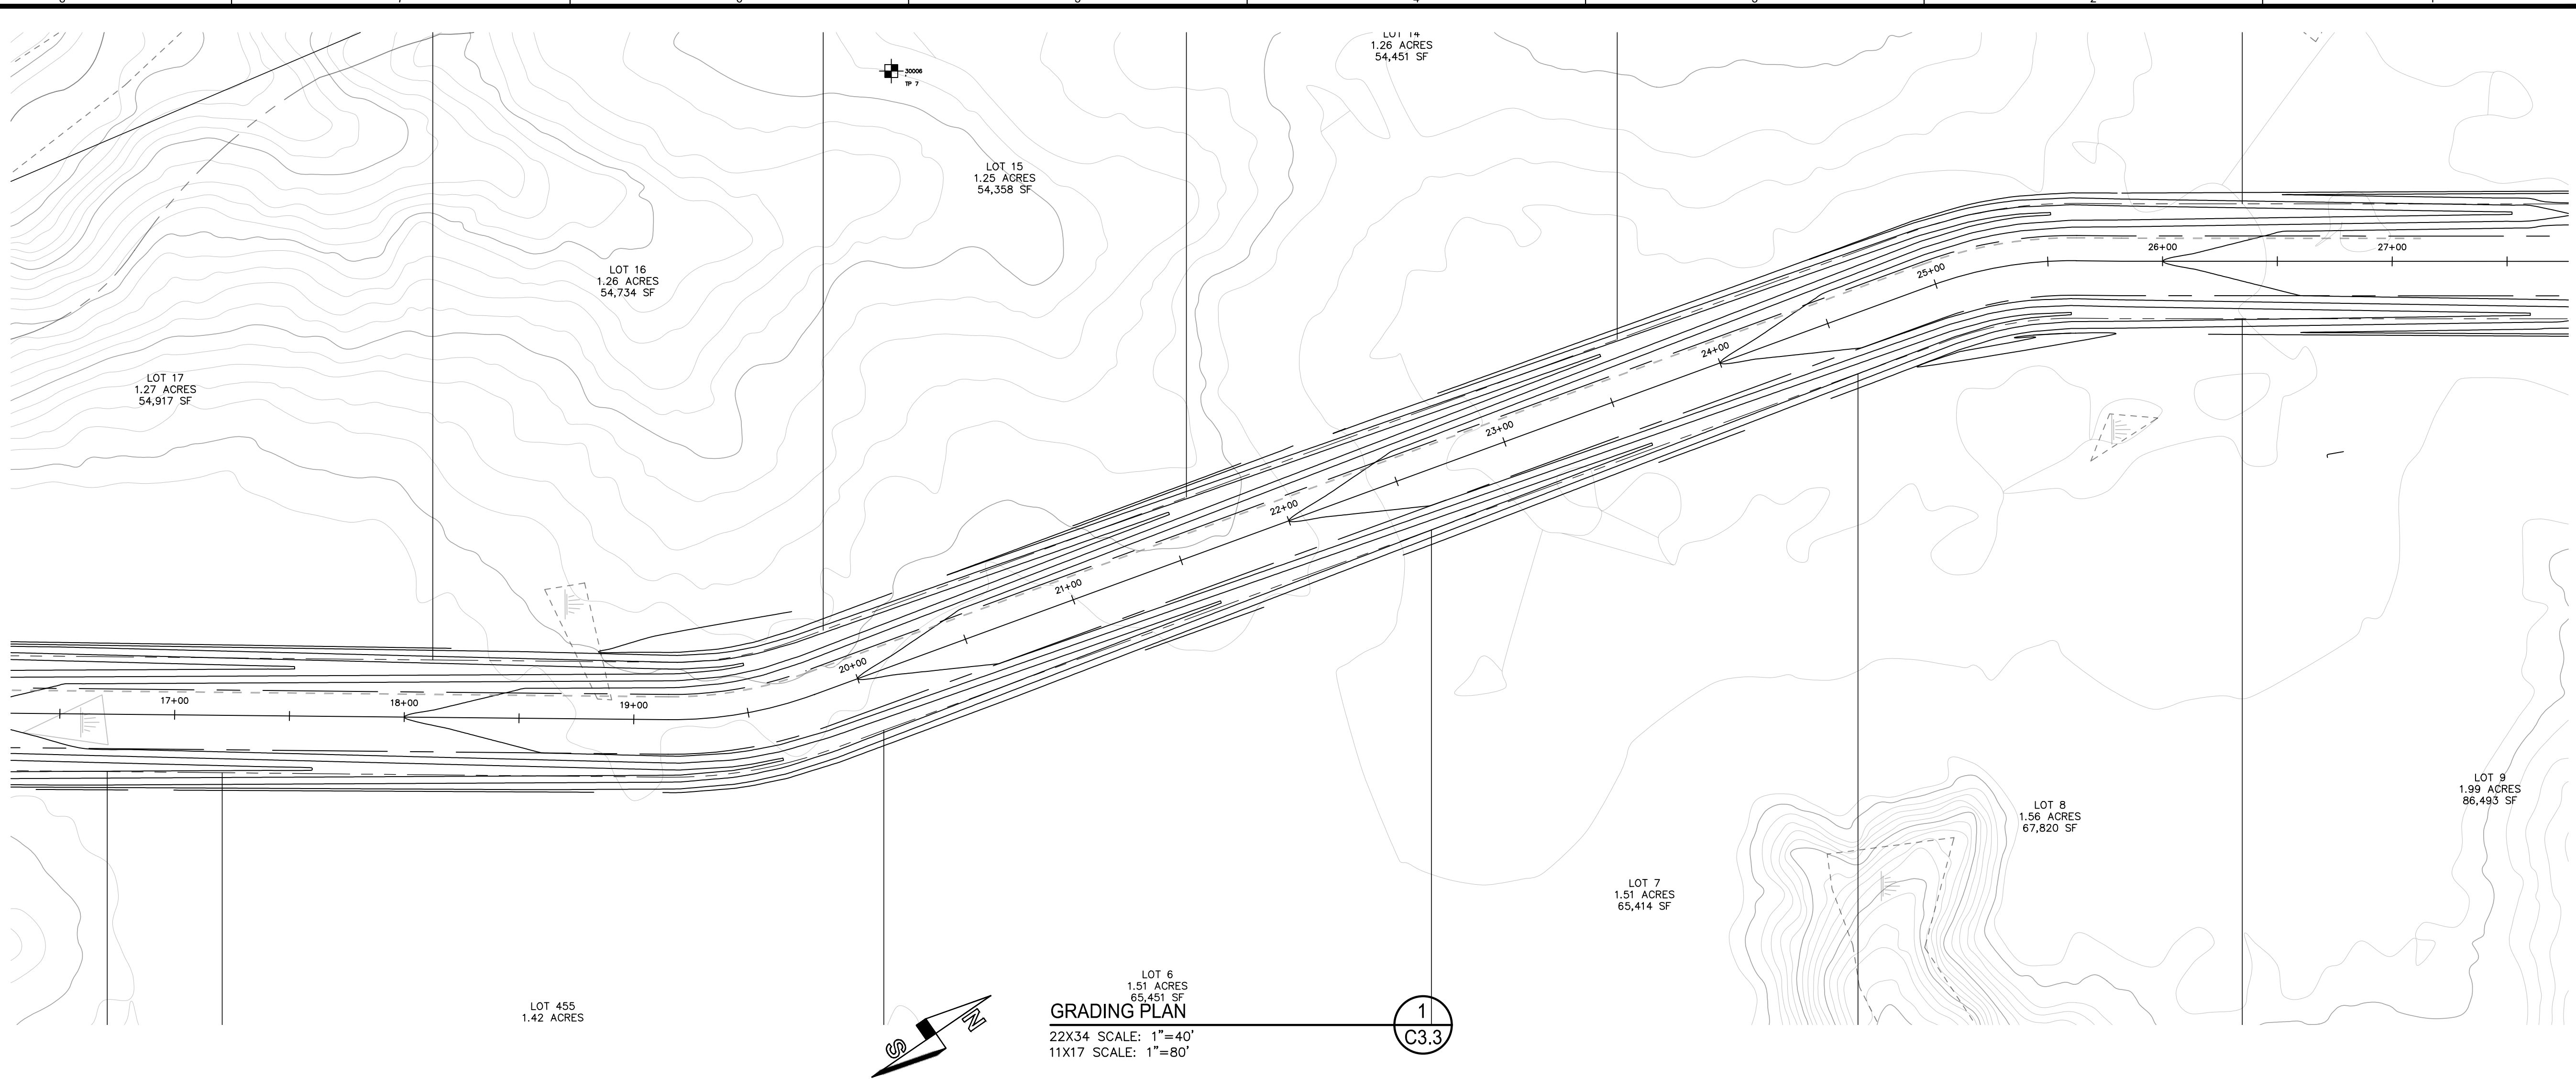 LOT 14
1.26 ACRES
54,451 SF
30006
TP 7
LOT 15
1.25 ACRES
54,358 SF
LOT 16
1.26 ACRES
54,734 SF
LOT 17
1.27 ACRES
54,917 SF
17+00
18+00
19+00
20+00
21+00
22+00
23+00
24+00
25+00
26+00
27+00
LOT 9
1.99 ACRES
86,493 SF
LOT 8
1.56 ACRES
67,820 SF
LOT 7
1.51 ACRES
65,414 SF
LOT 6
1.51 ACRES
65,451 SF
LOT 455
1.42 ACRES
N
S
GRADING PLAN
22X34 SCALE: 1"=40'
11X17 SCALE: 1"=80'
1
C3.3